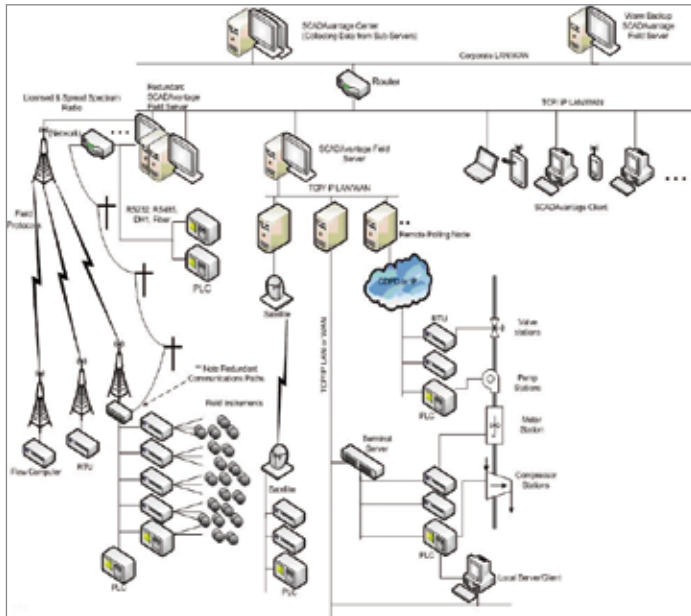 SCADAvantage Center
(Collecting Data from Sub-Servers)
Warm Backup
SCADAvantage
Field Server
Corporate LAN/WAN
Router
Licensed & Spread Spectrum
Radio
Redundant
SCADAvantage
Field Server
TCP/IP LAN/WAN
Network
SCADAvantage Field
Server
SCADAvantage Client
TCP/IP LAN/WAN
Field
Protocols
RS232, RS485,
DH1, Fiber
Remote Polling Node
PLC
Satellite
RTU
Valve
stations
TCP/IP LAN or WAN
** Note Redundant
Communications Paths
Pump
Stations
PLC
Field Instruments
Meter
Station
Terminal
Server
Flow Computer
RTU
Satellite
Compressor
Stations
PLC
PLC
PLC
Local Server/Client